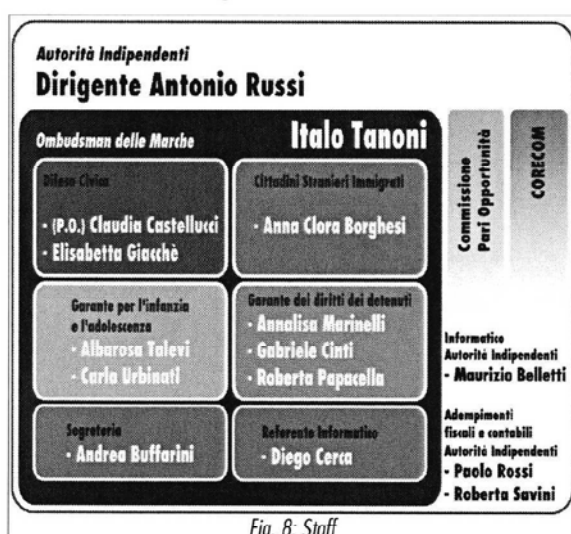 Autorità Indipendenti
Dirigente Antonio Russi
Ombudsman delle Marche
Italo Tanoni
Difesa Civica
- (P.O.) Claudia Castellucci
- Elisabetta Giacchè
Cittadini Stranieri Immigrati
- Anna Clora Borghesi
Garante per l'infanzia
e l'adolescenza
- Albarosa Talevi
- Carla Urbinati
Garante dei diritti dei detenuti
- Annalisa Marinelli
- Gabriele Cinti
- Roberta Papacella
Segreteria
- Andrea Buffarini
Referente Informatico
- Diego Cerca
Commissione
Pari Opportunità
CORECOM
Informatico
Autorità Indipendenti
- Maurizio Belletti
Adempimenti
fiscali e contabili
Autorità Indipendenti
- Paolo Rossi
- Roberta Savini
Fig. 8: Staff